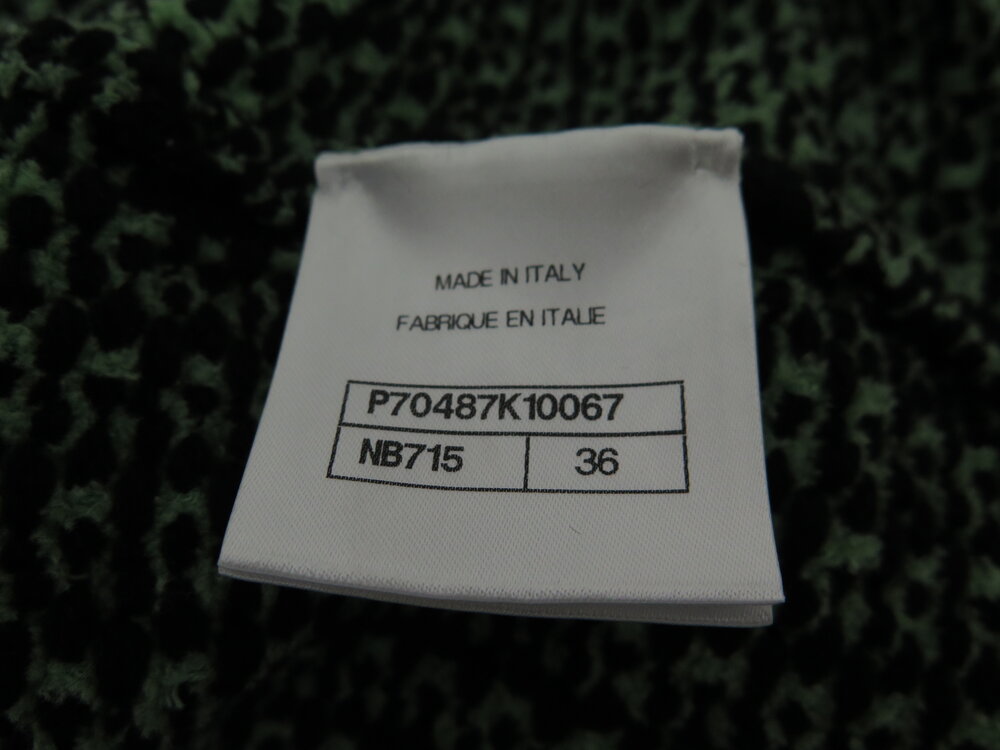 MADE IN ITALY
FABRIQUE EN ITALIE
P70487K10067
NB715 36